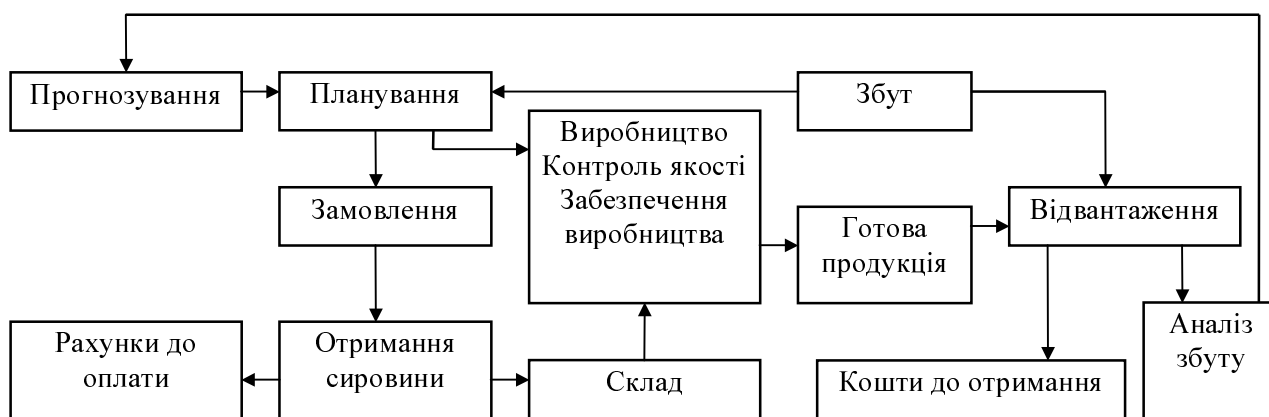 Прогнозування
Планування
Збут
Виробництво
Контроль якості
Забезпечення
виробництва
Замовлення
Відвантаження
Готова
продукція
Рахунки до
оплати
Отримання
сировини
Склад
Кошти до отримання
Аналіз
збуту